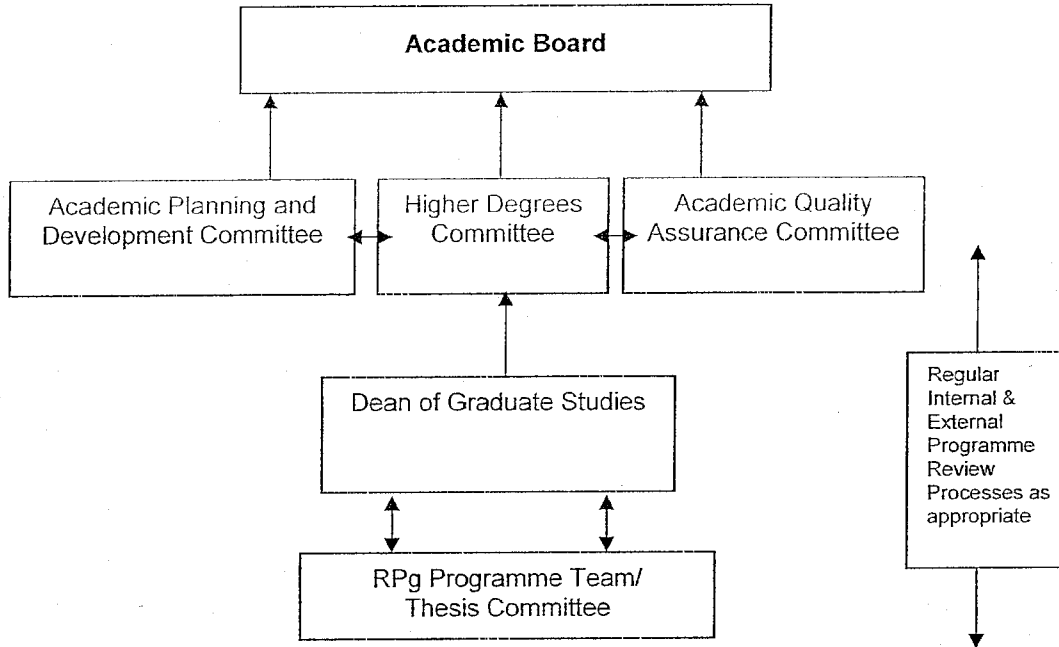 Academic Board
Academic Planning and
Development Committee
Higher Degrees
Committee
Academic Quality
Assurance Committee
Dean of Graduate Studies
Regular
Internal &
External
Programme
Review
Processes as
appropriate
RPg Programme Team/
Thesis Committee